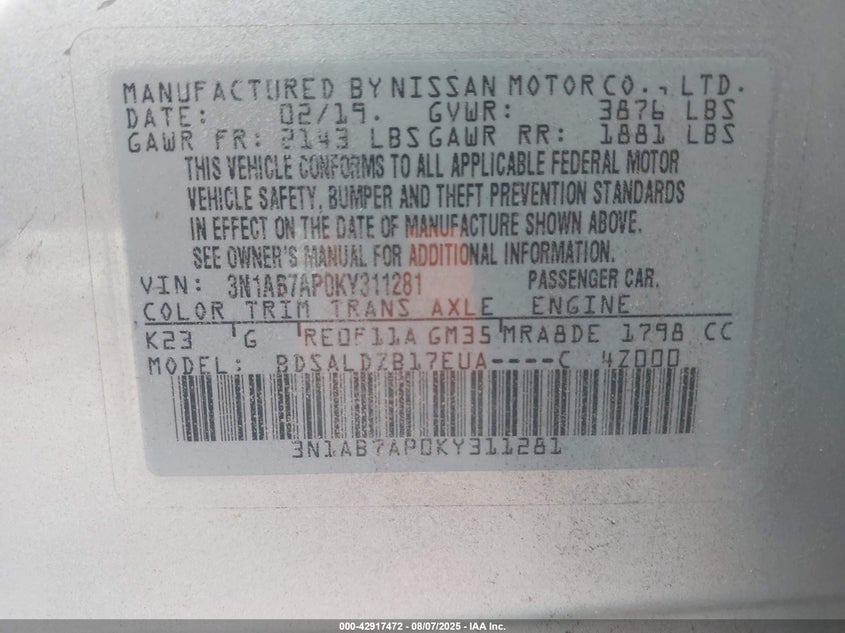 MANUFACTURED BY NISSAN MOTOR CO., LTD.
DATE: 02/19. GVWR: 3876 LBS
GAWR FR: 2143 LBS GAWR RR: 1881 LBS
THIS VEHICLE CONFORMS TO ALL APPLICABLE FEDERAL MOTOR
VEHICLE SAFETY, BUMPER AND THEFT PREVENTION STANDARDS
IN EFFECT ON THE DATE OF MANUFACTURE SHOWN ABOVE.
SEE OWNER'S MANUAL FOR ADDITIONAL INFORMATION.
VIN: 3N1AB7AP0KY311281 PASSENGER CAR.
COLOR TRIM TRANS AXLE ENGINE
K23 G RE0F11A GM35 MRA8DE 1798 CC
MODEL: BDSALDZB17EUA----C 4Z000
3N1AB7AP0KY311281
000-42917472 — 08/07/2025 — IAA Inc.